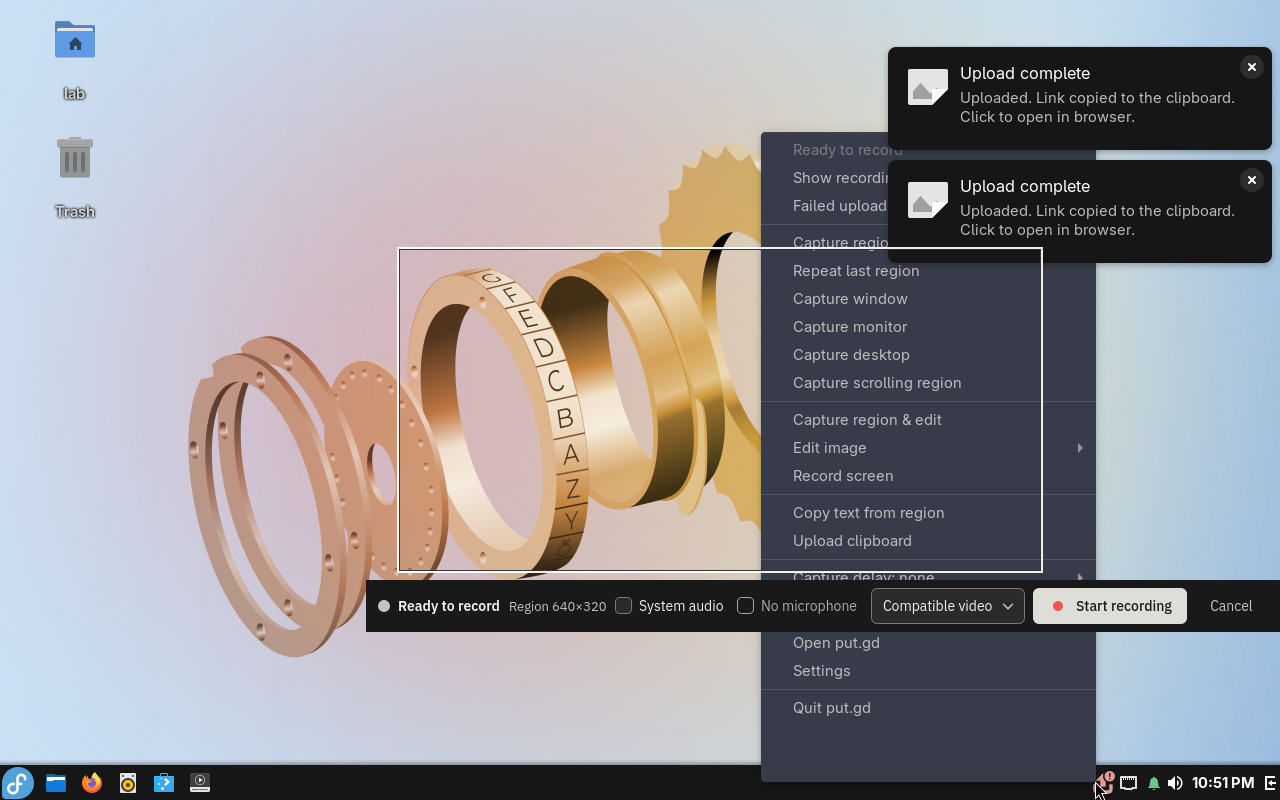 lab
Trash
Upload complete
Uploaded. Link copied to the clipboard.
Click to open in browser.
Upload complete
Uploaded. Link copied to the clipboard.
Click to open in browser.
Ready to record
Show recordin
Failed upload
Capture regio
Repeat last region
Capture window
Capture monitor
Capture desktop
Capture scrolling region
Capture region & edit
Edit image
Record screen
Copy text from region
Upload clipboard
Capture delay: none
G
F
E
D
C
B
A
Z
Y
Ready to record Region 640×320 System audio No microphone Compatible video Start recording Cancel
Open put.gd
Settings
Quit put.gd
10:51 PM